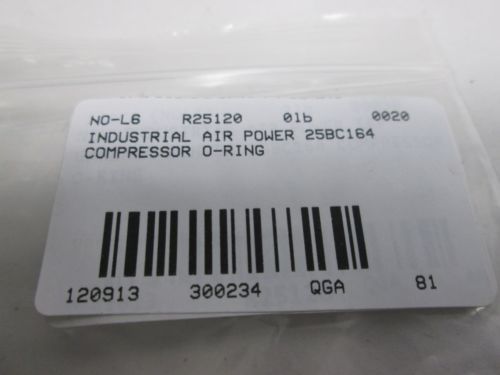 NO-L6 R25120 01b 0020
INDUSTRIAL AIR POWER 25BC164
COMPRESSOR O-RING
120913 300234 QGA 81